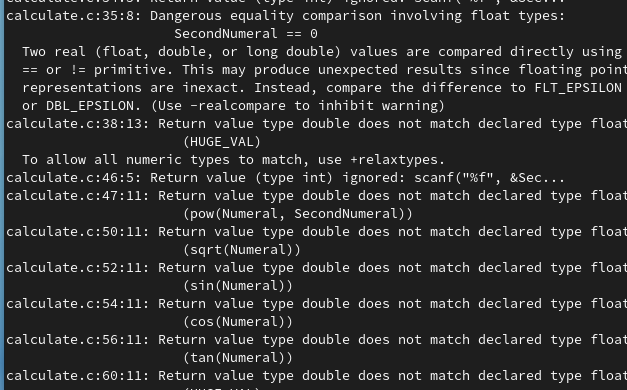 calculate.c:35:8: Dangerous equality comparison involving float types:
SecondNumeral == 0
Two real (float, double, or long double) values are compared directly using
== or != primitive. This may produce unexpected results since floating point
representations are inexact. Instead, compare the difference to FLT_EPSILON
or DBL_EPSILON. (Use -realcompare to inhibit warning)
calculate.c:38:13: Return value type double does not match declared type float
(HUGE_VAL)
To allow all numeric types to match, use +relaxtypes.
calculate.c:46:5: Return value (type int) ignored: scanf("%f", &Sec...
calculate.c:47:11: Return value type double does not match declared type float
(pow(Numeral, SecondNumeral))
calculate.c:50:11: Return value type double does not match declared type float
(sqrt(Numeral))
calculate.c:52:11: Return value type double does not match declared type float
(sin(Numeral))
calculate.c:54:11: Return value type double does not match declared type float
(cos(Numeral))
calculate.c:56:11: Return value type double does not match declared type float
(tan(Numeral))
calculate.c:60:11: Return value type double does not match declared type float